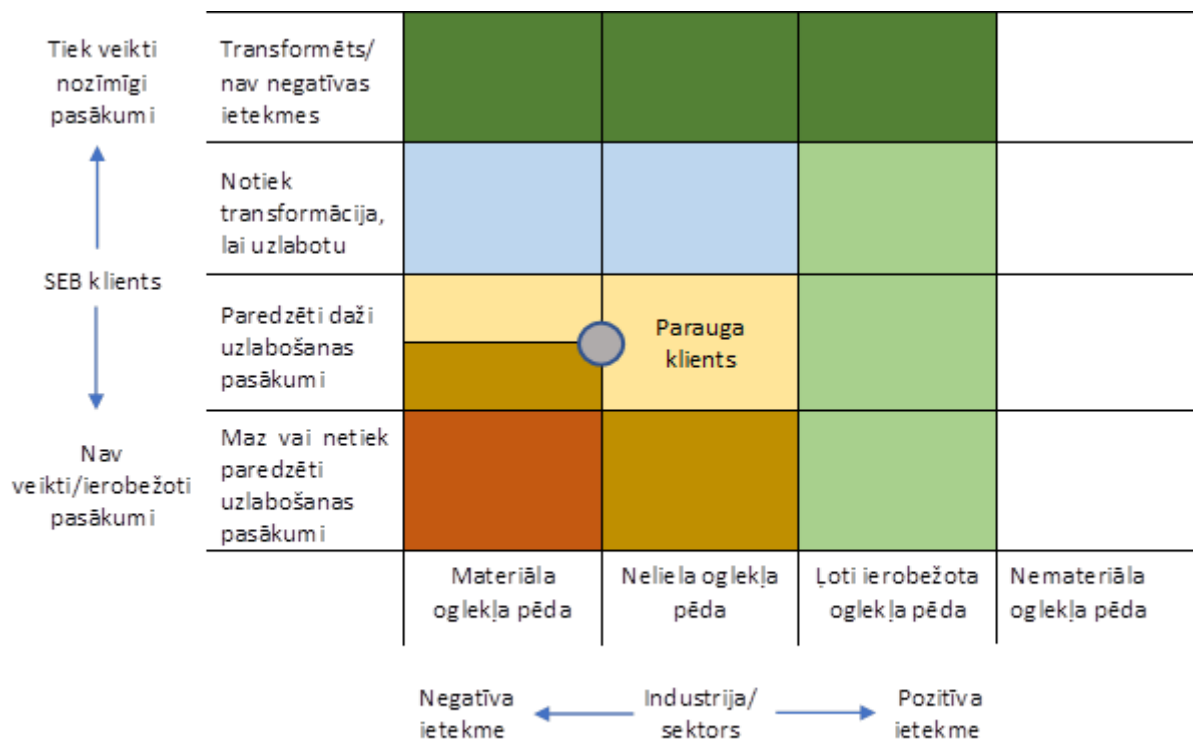 Tiek veikti
nozīmīgi
pasākumi
SEB klients
Nav
veikti/ierobežoti
pasākumi
Transformēts/
nav negatīvas
ietekmes
Notiek
transformācija,
lai uzlabotu
Paredzēti daži
uzlabošanas
pasākumi
Maz vai netiek
paredzēti
uzlabošanas
pasākumi
Parauga
klients
Materiāla
oglekļa pēda
Neliela oglekļa
pēda
Ļoti ierobežota
oglekļa pēda
Nemateriāla
oglekļa pēda
Negatīva
ietekme
Industrija/
sektors
Pozitīva
ietekme